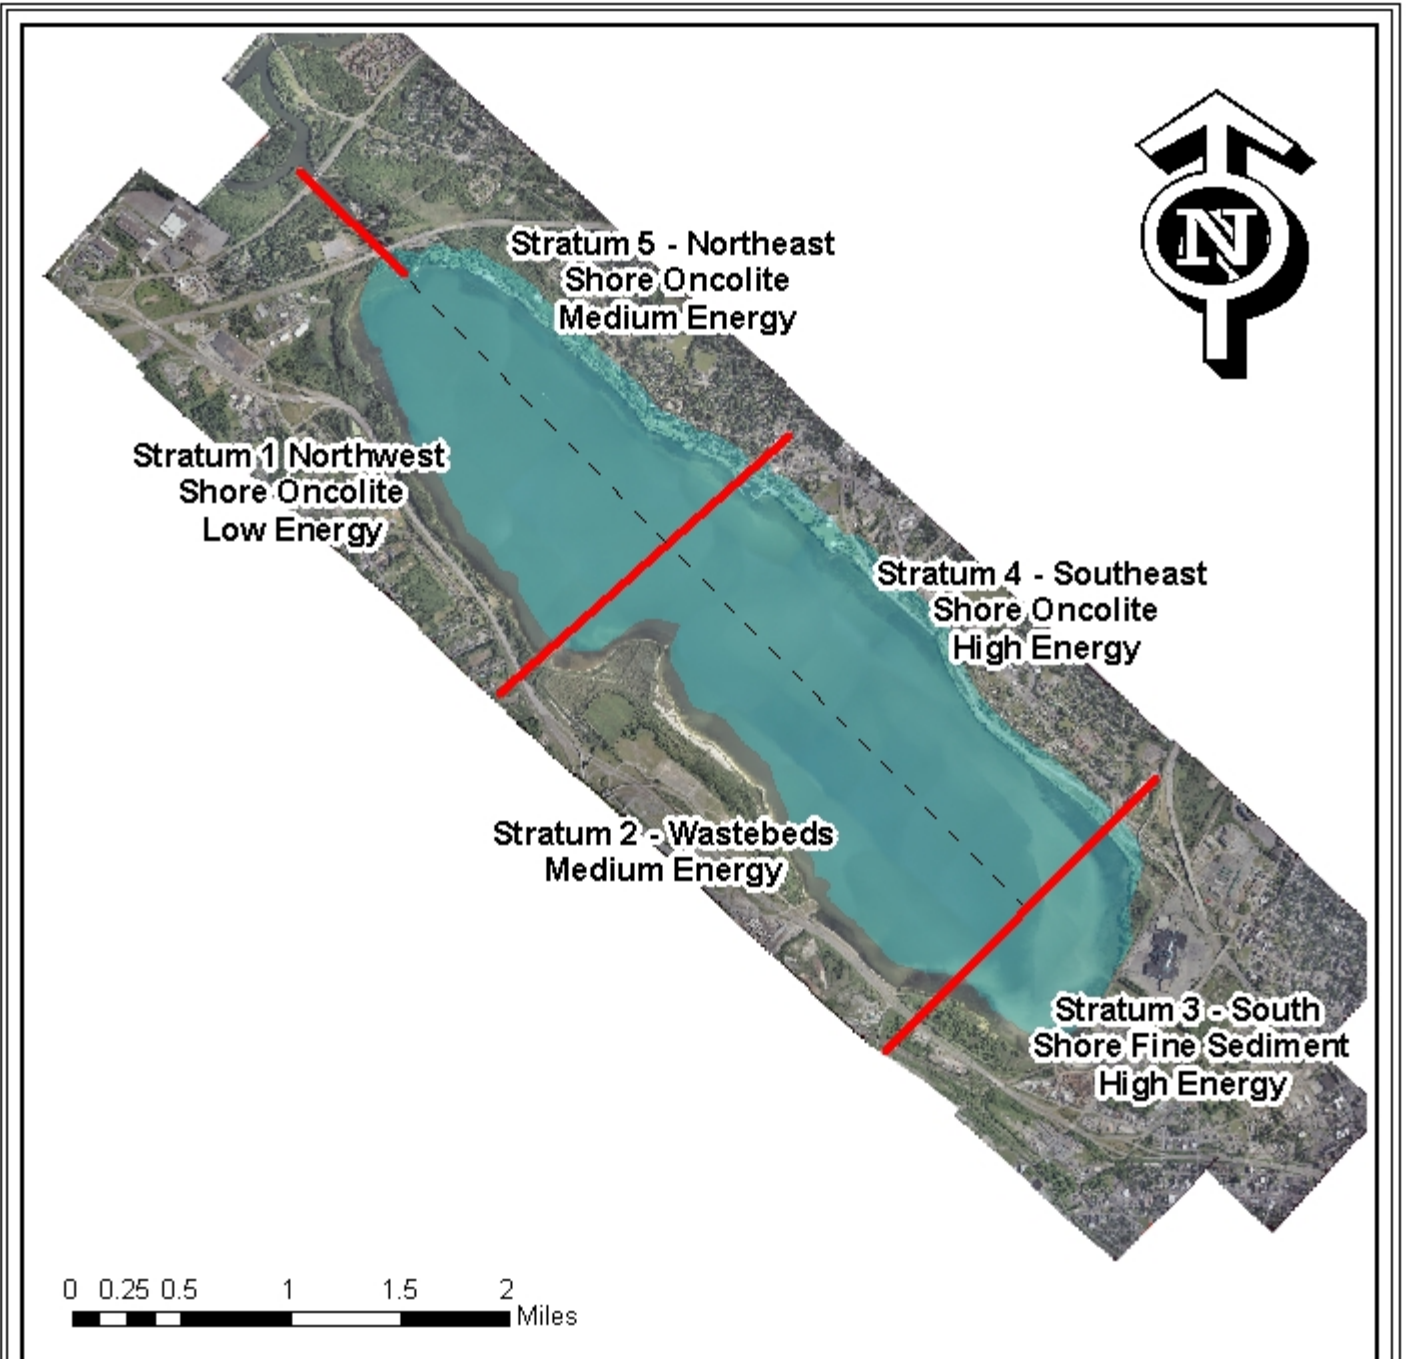 N
Stratum 5 - Northeast
Shore Oncolite
Medium Energy
Stratum 1 Northwest
Shore Oncolite
Low Energy
Stratum 4 - Southeast
Shore Oncolite
High Energy
Stratum 2 - Wastebeds
Medium Energy
Stratum 3 - South
Shore Fine Sediment
High Energy
0 0.25 0.5 1 1.5 2
Miles